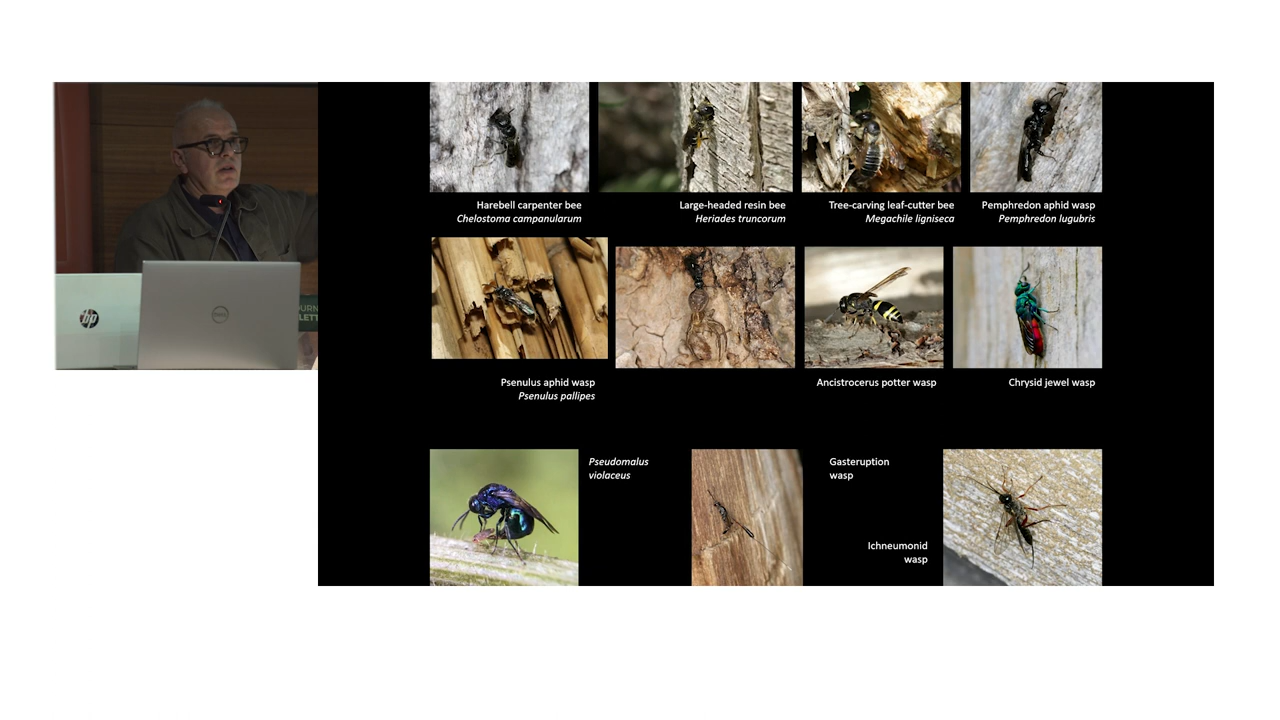 Harebell carpenter bee
Chelostoma campanularum
Large-headed resin bee
Heriades truncorum
Tree-carving leaf-cutter bee
Megachile ligniseca
Pemphredon aphid wasp
Pemphredon lugubris
Psenulus aphid wasp
Psenulus pallipes
Ancistrocerus potter wasp
Chrysid jewel wasp
Pseudomalus
violaceus
Gasteruption
wasp
Ichneumonid
wasp
hp
DELL